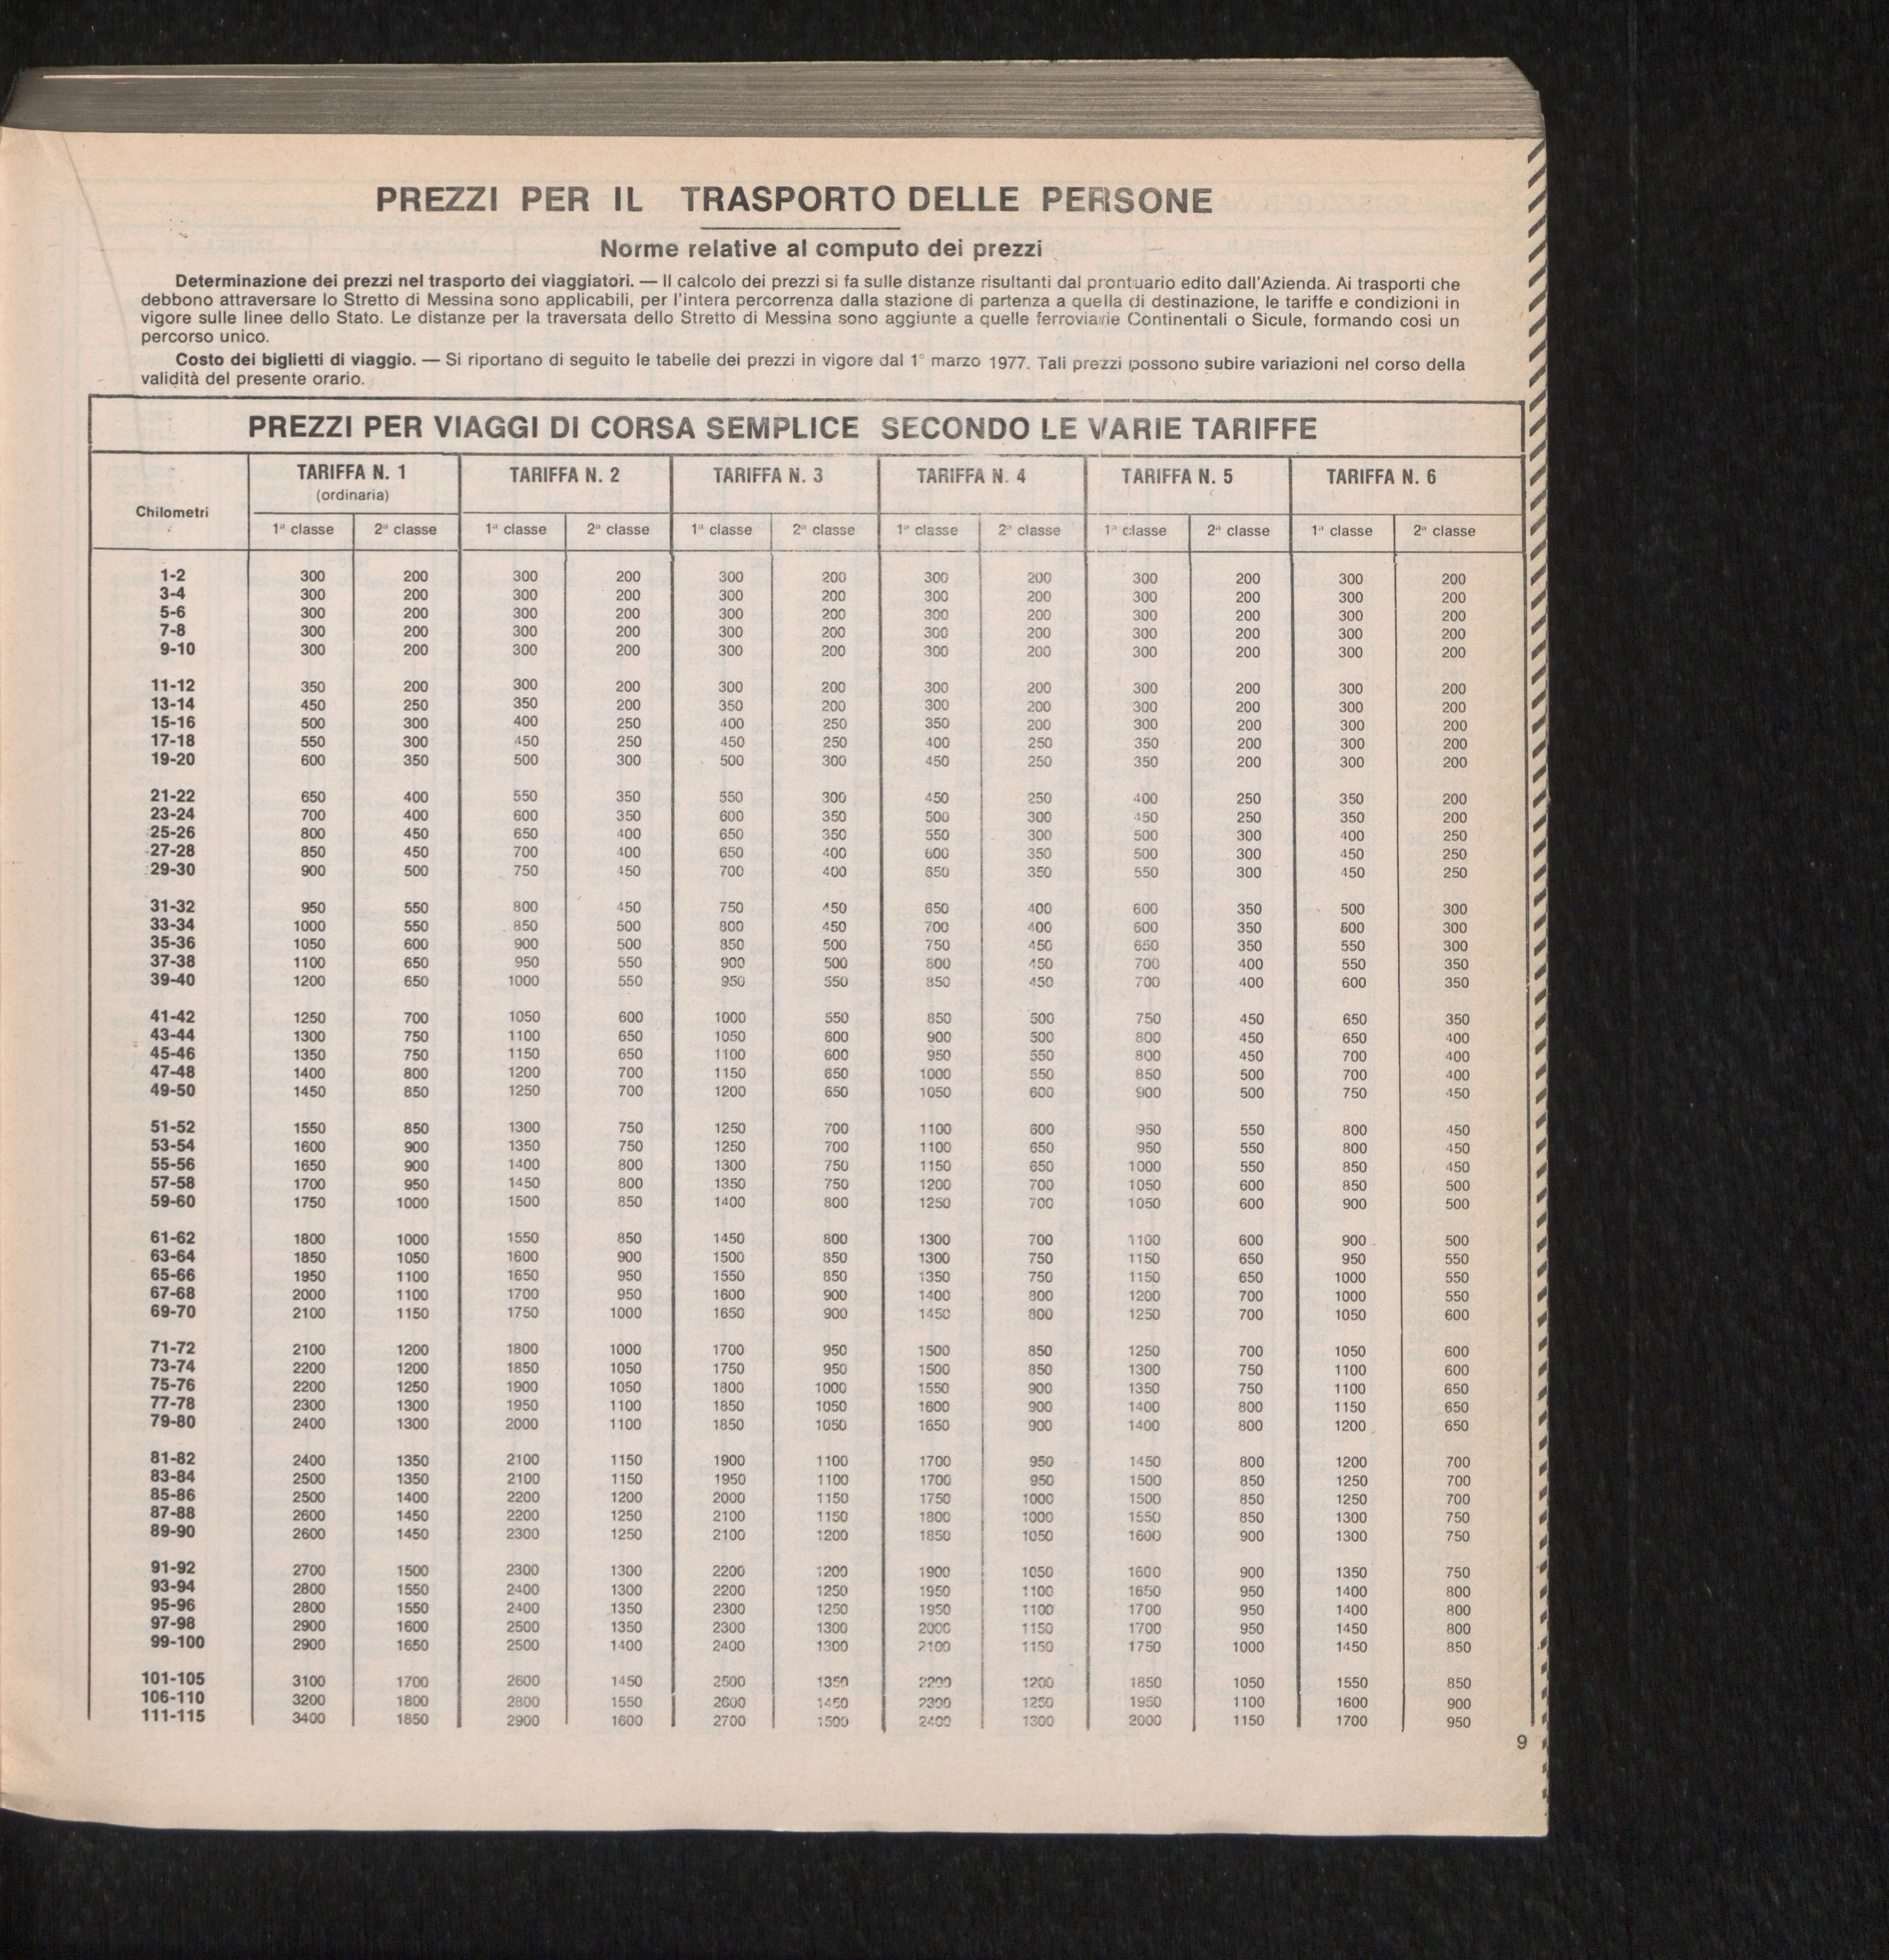 PREZZI PER IL TRASPORTO DELLE PERSONE
Norme relative al computo dei prezzi
Determinazione dei prezzi nel trasporto dei viaggiatori. — Il calcolo dei prezzi si fa sulle distanze risultanti dal prontuario edito dall'Azienda. Ai trasporti che
debbono attraversare lo Stretto di Messina sono applicabili, per l'intera percorrenza dalla stazione di partenza a quella di destinazione, le tariffe e condizioni in
vigore sulle linee dello Stato. Le distanze per la traversata dello Stretto di Messina sono aggiunte a quelle ferroviarie Continentali o Sicule, formando così un
percorso unico.
Costo dei biglietti di viaggio. — Si riportano di seguito le tabelle dei prezzi in vigore dal 1° marzo 1977. Tali prezzi possono subire variazioni nel corso della
validità del presente orario.
PREZZI PER VIAGGI DI CORSA SEMPLICE SECONDO LE VARIE TARIFFE
Chilometri TARIFFA N. 1 TARIFFA N. 2 TARIFFA N. 3 TARIFFA N. 4 TARIFFA N. 5 TARIFFA N. 6
(ordinaria)
1ª classe 2ª classe 1ª classe 2ª classe 1ª classe 2ª classe 1ª classe 2ª classe 1ª classe 2ª classe 1ª classe 2ª classe
1-2 300 200 300 200 300 200 300 200 300 200 300 200
3-4 300 200 300 200 300 200 300 200 300 200 300 200
5-6 300 200 300 200 300 200 300 200 300 200 300 200
7-8 300 200 300 200 300 200 300 200 300 200 300 200
9-10 300 200 300 200 300 200 300 200 300 200 300 200
11-12 350 200 300 200 300 200 300 200 300 200 300 200
13-14 450 250 350 200 350 200 300 200 300 200 300 200
15-16 500 300 400 250 400 250 350 200 300 200 300 200
17-18 550 300 450 250 450 250 400 250 350 200 300 200
19-20 600 350 500 300 500 300 450 250 350 200 300 200
21-22 650 400 550 350 550 300 450 250 400 250 350 200
23-24 700 400 600 350 600 350 500 300 450 250 350 200
25-26 800 450 650 400 650 350 550 300 500 300 400 250
27-28 850 450 700 400 650 400 600 350 500 300 450 250
29-30 900 500 750 450 700 400 650 350 550 300 450 250
31-32 950 550 800 450 750 450 650 400 600 350 500 300
33-34 1000 550 850 500 800 450 700 400 600 350 500 300
35-36 1050 600 900 500 850 500 750 450 650 350 550 300
37-38 1100 650 950 550 900 500 800 450 700 400 550 350
39-40 1200 650 1000 550 950 550 850 450 700 400 600 350
41-42 1250 700 1050 600 1000 550 850 500 750 450 650 350
43-44 1300 750 1100 650 1050 600 900 500 800 450 650 400
45-46 1350 750 1150 650 1100 600 950 550 800 450 700 400
47-48 1400 800 1200 700 1150 650 1000 550 850 500 700 400
49-50 1450 850 1250 700 1200 650 1050 600 900 500 750 450
51-52 1550 850 1300 750 1250 700 1100 600 950 550 800 450
53-54 1600 900 1350 750 1250 700 1100 650 950 550 800 450
55-56 1650 900 1400 800 1300 750 1150 650 1000 550 850 450
57-58 1700 950 1450 800 1350 750 1200 700 1050 600 850 500
59-60 1750 1000 1500 850 1400 800 1250 700 1050 600 900 500
61-62 1800 1000 1550 850 1450 800 1300 700 1100 600 900 500
63-64 1850 1050 1600 900 1500 850 1300 750 1150 650 950 550
65-66 1950 1100 1650 950 1550 850 1350 750 1150 650 1000 550
67-68 2000 1100 1700 950 1600 900 1400 800 1200 700 1000 550
69-70 2100 1150 1750 1000 1650 900 1450 800 1250 700 1050 600
71-72 2100 1200 1800 1000 1700 950 1500 850 1250 700 1050 600
73-74 2200 1200 1850 1050 1750 950 1500 850 1300 750 1100 600
75-76 2200 1250 1900 1050 1800 1000 1550 900 1350 750 1100 650
77-78 2300 1300 1950 1100 1850 1050 1600 900 1400 800 1150 650
79-80 2400 1300 2000 1100 1850 1050 1650 900 1400 800 1200 650
81-82 2400 1350 2100 1150 1900 1100 1700 950 1450 800 1200 700
83-84 2500 1350 2100 1150 1950 1100 1700 950 1500 850 1250 700
85-86 2500 1400 2200 1200 2000 1150 1750 1000 1500 850 1250 700
87-88 2600 1450 2200 1250 2100 1150 1800 1000 1550 850 1300 750
89-90 2600 1450 2300 1250 2100 1200 1850 1050 1600 900 1300 750
91-92 2700 1500 2300 1300 2200 1200 1900 1050 1600 900 1350 750
93-94 2800 1550 2400 1300 2200 1250 1950 1100 1650 950 1400 800
95-96 2800 1550 2400 1350 2300 1250 1950 1100 1700 950 1400 800
97-98 2900 1600 2500 1350 2300 1300 2000 1150 1700 950 1450 800
99-100 2900 1650 2500 1400 2400 1300 2100 1150 1750 1000 1450 850
101-105 3100 1700 2600 1450 2500 1350 2200 1200 1850 1050 1550 850
106-110 3200 1800 2800 1550 2600 1450 2300 1250 1950 1100 1600 900
111-115 3400 1850 2900 1600 2700 1500 2400 1300 2000 1150 1700 950
9